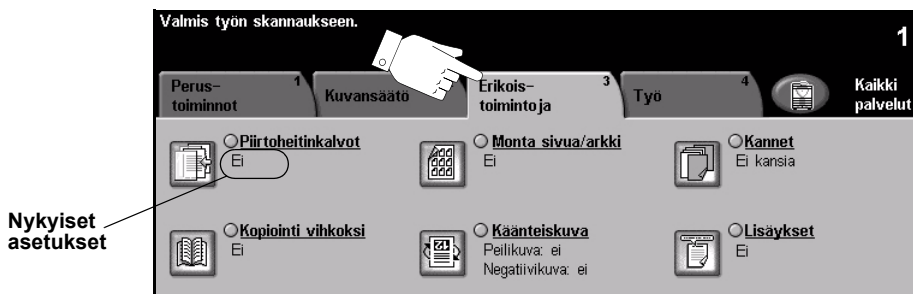 Valmis työn skannaukseen.
1
Perus-
toiminnot
1
Kuvansäätö
Erikois-
toimintoja
3
Työ
4
Kaikki
palvelut
Piirtoheitinkalvot
Ei
Monta sivua/arkki
Ei
Kannet
Ei kansia
Nykyiset
asetukset
Kopiointi vihkoksi
Ei
Käänteiskuva
Peilikuva: ei
Negatiivikuva: ei
Lisäykset
Ei